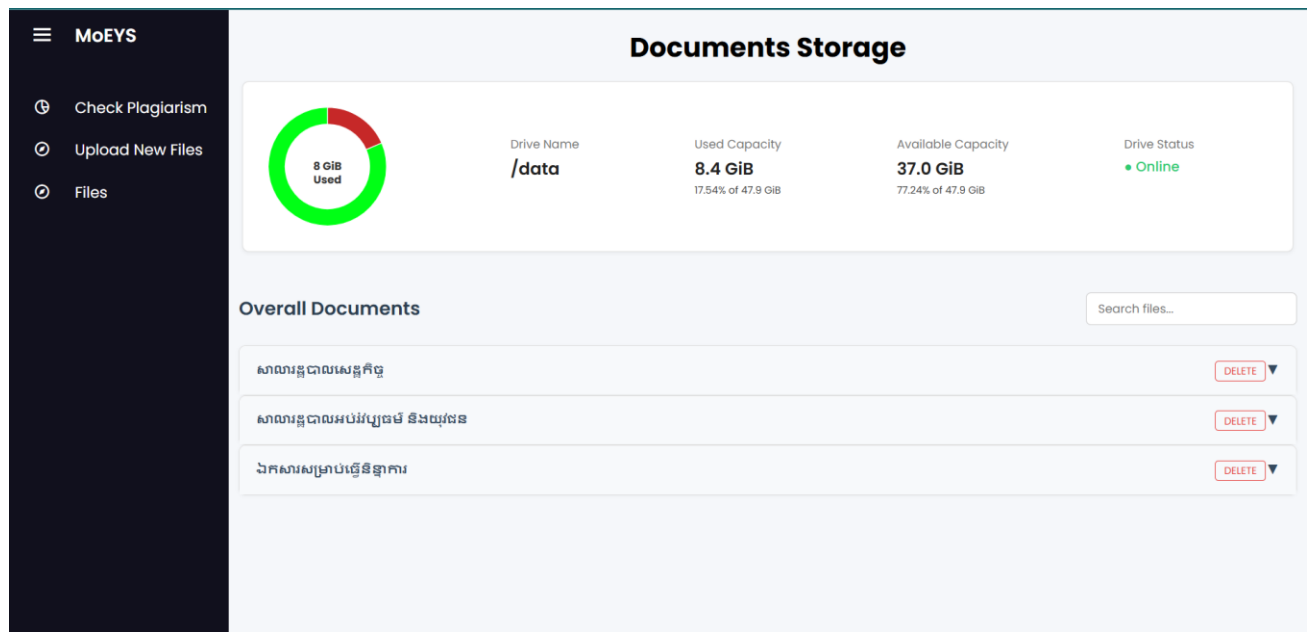 MoEYS
Check Plagiarism
Upload New Files
Files
Documents Storage
8 GiB
Used
Drive Name
/data
Used Capacity
8.4 GiB
17.54% of 47.9 GiB
Available Capacity
37.0 GiB
77.24% of 47.9 GiB
Drive Status
• Online
Overall Documents
Search files...
សាលារដ្ឋបាលសេដ្ឋកិច្ច
DELETE ▼
សាលារដ្ឋបាលអប់រំវប្បធម៌ និងយុវជន
DELETE ▼
ឯកសារសម្រាប់ធ្វើនិន្នាការ
DELETE ▼